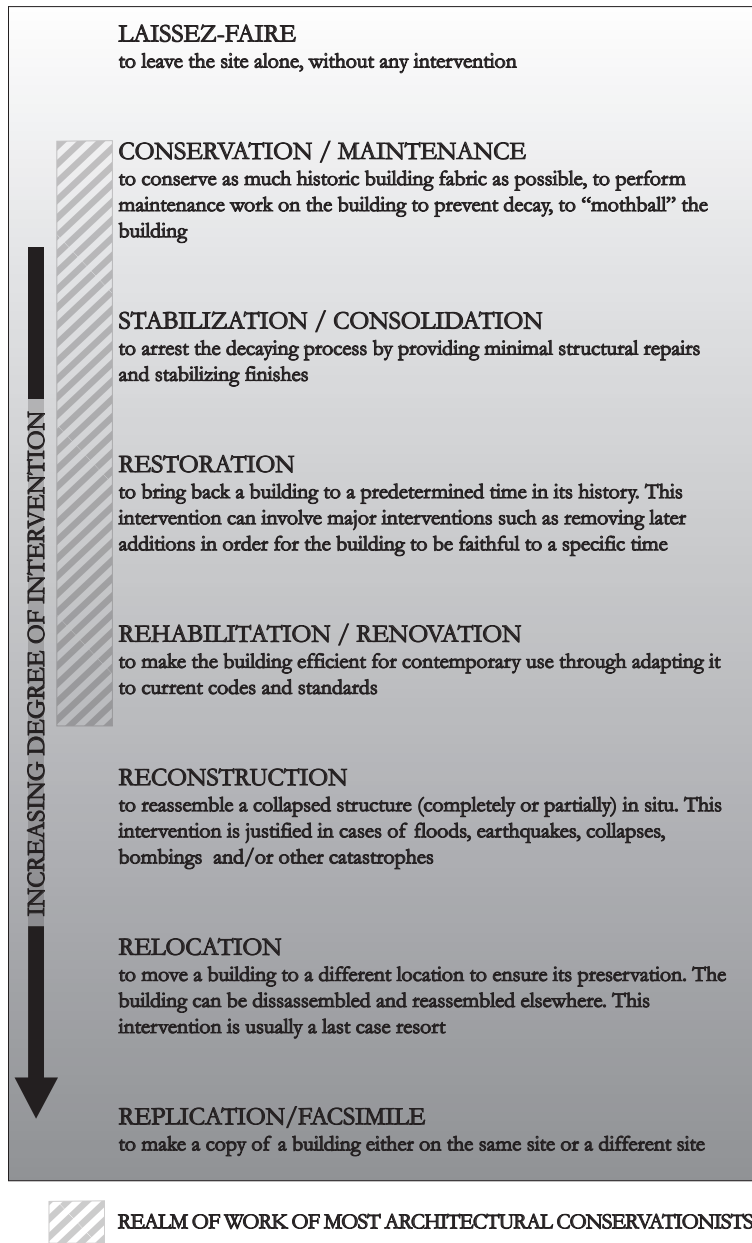 LAISSEZ-FAIRE
to leave the site alone, without any intervention
CONSERVATION / MAINTENANCE
to conserve as much historic building fabric as possible, to perform
maintenance work on the building to prevent decay, to “mothball” the
building
STABILIZATION / CONSOLIDATION
to arrest the decaying process by providing minimal structural repairs
and stabilizing finishes
RESTORATION
to bring back a building to a predetermined time in its history. This
intervention can involve major interventions such as removing later
additions in order for the building to be faithful to a specific time
REHABILITATION / RENOVATION
to make the building efficient for contemporary use through adapting it
to current codes and standards
RECONSTRUCTION
to reassemble a collapsed structure (completely or partially) in situ. This
intervention is justified in cases of floods, earthquakes, collapses,
bombings and/or other catastrophes
RELOCATION
to move a building to a different location to ensure its preservation. The
building can be dissassembled and reassembled elsewhere. This
intervention is usually a last case resort
REPLICATION/FACSIMILE
to make a copy of a building either on the same site or a different site
INCREASING DEGREE OF INTERVENTION
REALM OF WORK OF MOST ARCHITECTURAL CONSERVATIONISTS